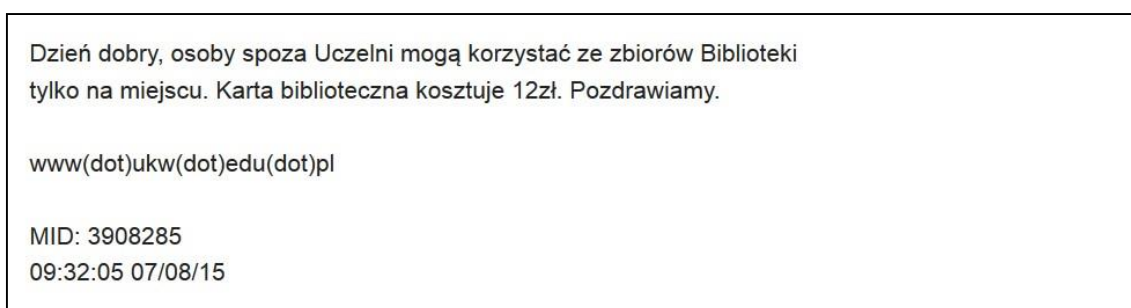 Dzień dobry, osoby spoza Uczelni mogą korzystać ze zbiorów Biblioteki
tylko na miejscu. Karta biblioteczna kosztuje 12zł. Pozdrawiamy.
www(dot)ukw(dot)edu(dot)pl
MID: 3908285
09:32:05 07/08/15